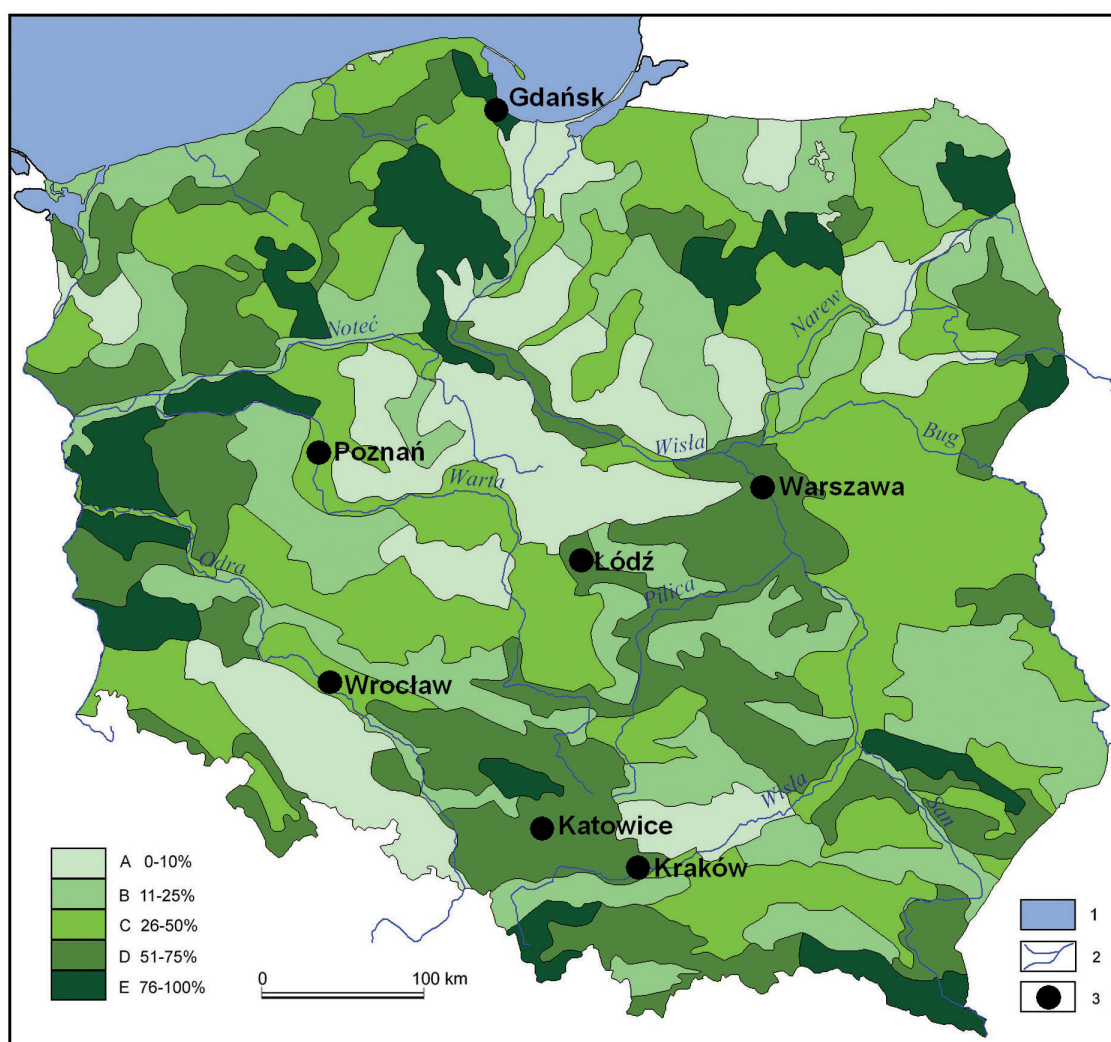 Gdańsk
Noteć
Narew
Poznań
Wisła
Bug
Warta
Warszawa
Odra
Łódź
Pilica
Wrocław
Wisła
San
Katowice
Kraków
A 0-10%
B 11-25%
C 26-50%
D 51-75%
E 76-100%
0 100 km
1
2
3